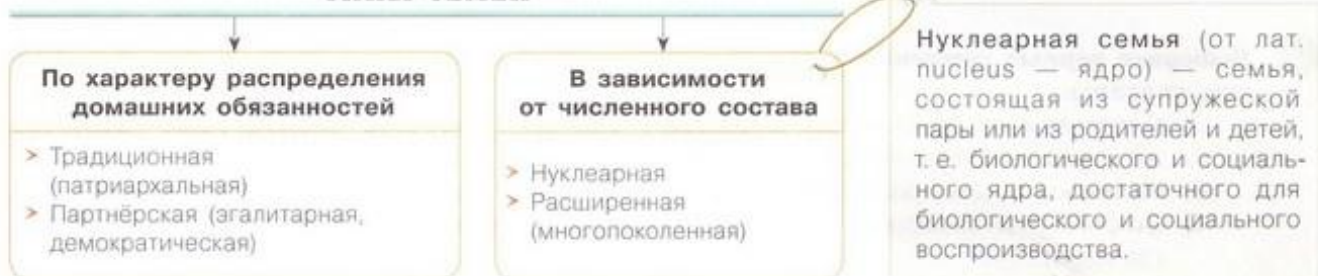 По характеру распределения
домашних обязанностей
> Традиционная
(патриархальная)
> Партнёрская (эгалитарная,
демократическая)
В зависимости
от численного состава
> Нуклеарная
> Расширенная
(многопоколенная)
Нуклеарная семья (от лат.
nucleus — ядро) — семья,
состоящая из супружеской
пары или из родителей и детей,
т. е. биологического и социаль-
ного ядра, достаточного для
биологического и социального
воспроизводства.